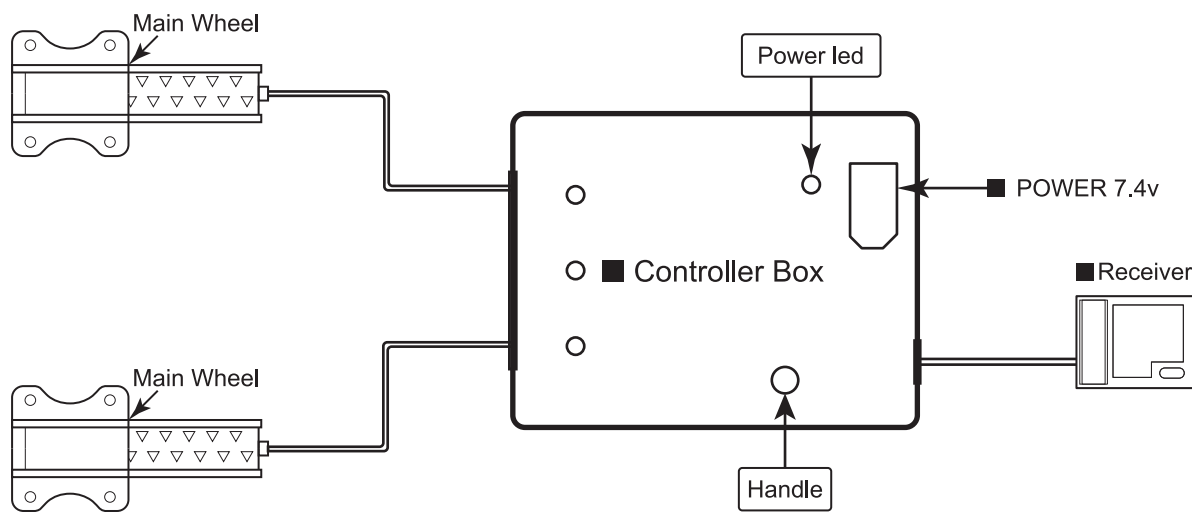 Main Wheel
Power led
■ POWER 7.4v
■ Controller Box
■ Receiver
Main Wheel
Handle